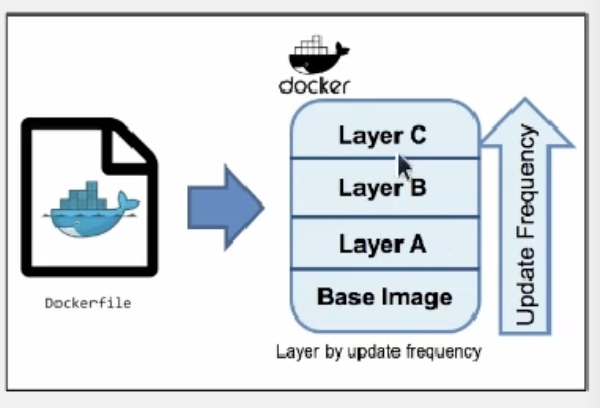 docker
Layer C
Layer B
Layer A
Base Image
Update Frequency
Dockerfile
Layer by update frequency